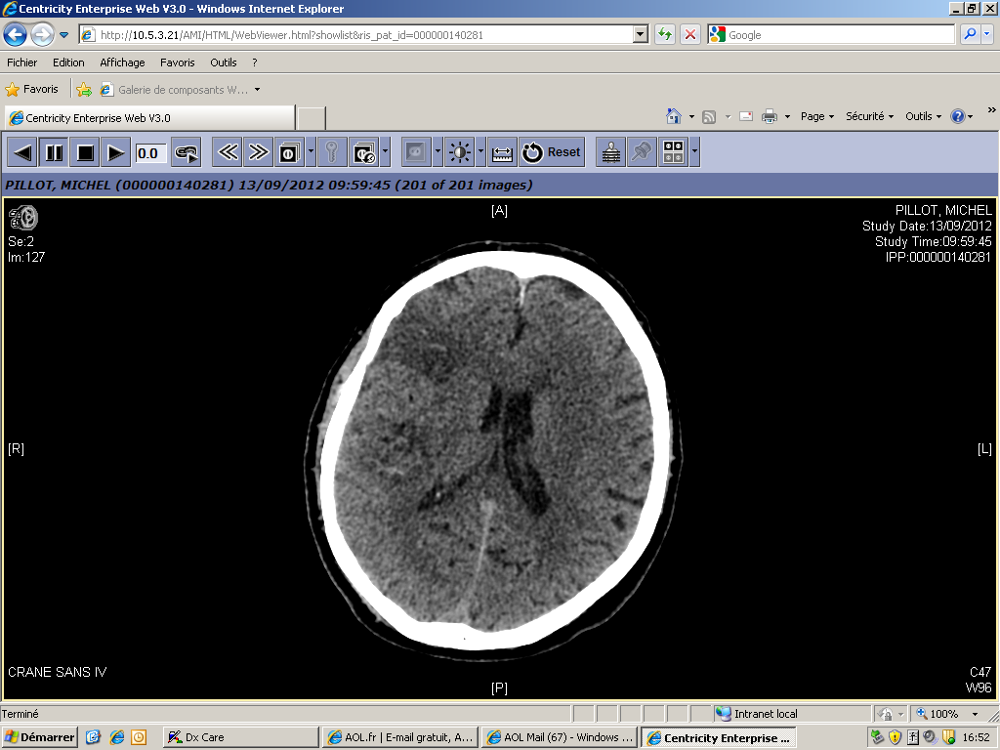 Centricity Enterprise Web V3.0 - Windows Internet Explorer
http://10.5.3.21/AMI/HTML/WebViewer.html?showlist&ris_pat_id=000000140281
Google
Fichier Edition Affichage Favoris Outils ?
Favoris Galerie de composants W...
Centricity Enterprise Web V3.0
Page Sécurité Outils ? »
0.0 Reset
PILLOT, MICHEL (000000140281) 13/09/2012 09:59:45 (201 of 201 images)
[A]
PILLOT, MICHEL
Study Date:13/09/2012
Se:2
Study Time:09:59:45
Im:127
IPP:000000140281
[R]
[L]
CRANE SANS IV
C47
[P]
W96
Terminé Intranet local 100%
Démarrer Dx Care AOL.fr | E-mail gratuit, A... AOL Mail (67) - Windows ... Centricity Enterprise ... 16:52